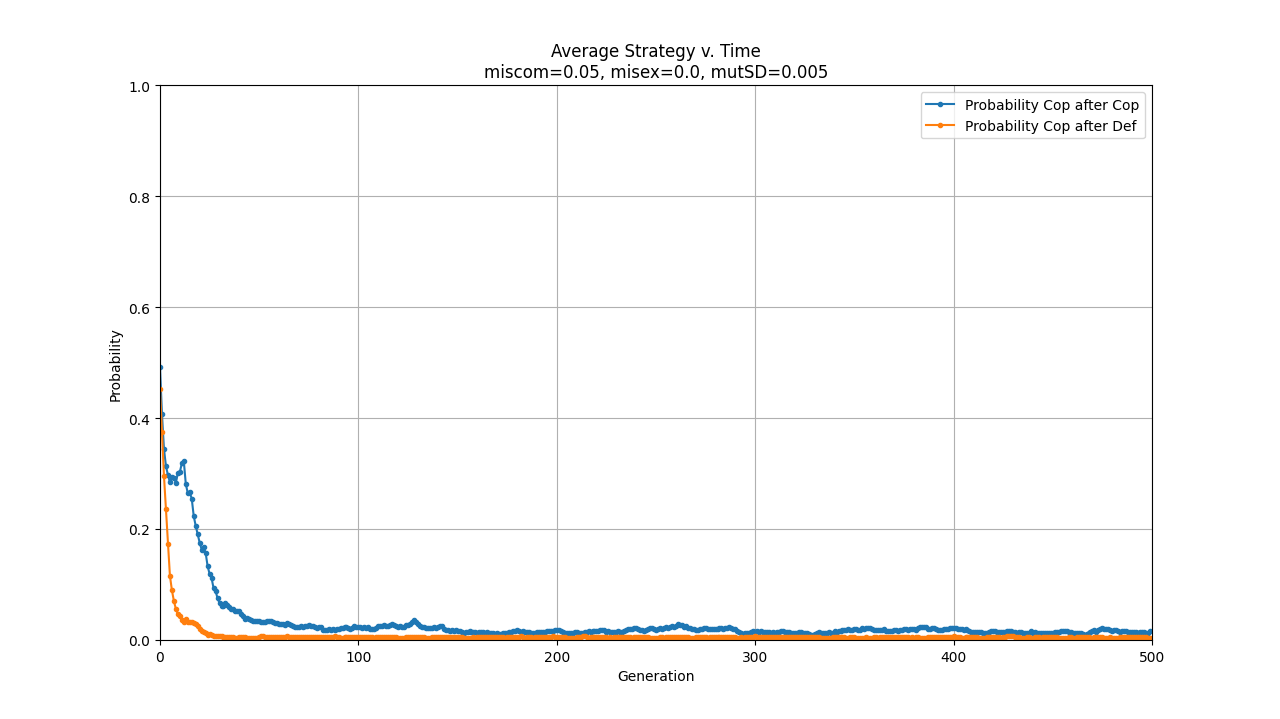 Average Strategy v. Time
miscom=0.05, misex=0.0, mutSD=0.005
Probability Cop after Cop
Probability Cop after Def
1.0
0.8
0.6
0.4
0.2
0.0
Probability
0 100 200 300 400 500
Generation